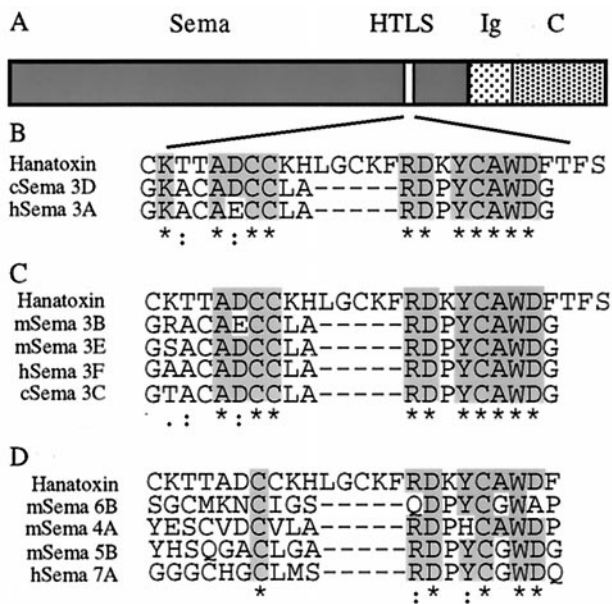 A Sema HTLS Ig C
B
Hanatoxin CKTTADCCKHLGCKFRDKYCAWDFTFS
cSema 3D GKACADCCLA-----RDPYCAWDG
hSema 3A GKACAECCLA-----RDPYCAWDG
*: *:** ** *****
C
Hanatoxin CKTTADCCKHLGCKFRDKYCAWDFTFS
mSema 3B GRACAECCLA-----RDPYCAWDG
mSema 3E GSACADCCLA-----RDPYCAWDG
hSema 3F GAACADCCLA-----RDPYCAWDG
cSema 3C GTACADCCLA-----RDPYCAWDG
.: *:** ** *****
D
Hanatoxin CKTTADCCKHLGCKFRDKYCAWDF
mSema 6B SGCMKNCIGS-----QDPYCGWAP
mSema 4A YESCVDCVLA-----RDPHCAWDP
mSema 5B YHSQGACLGA-----RDPYCGWDG
hSema 7A GGGCHGCLMS-----RDPYCGWDQ
* :* :* **